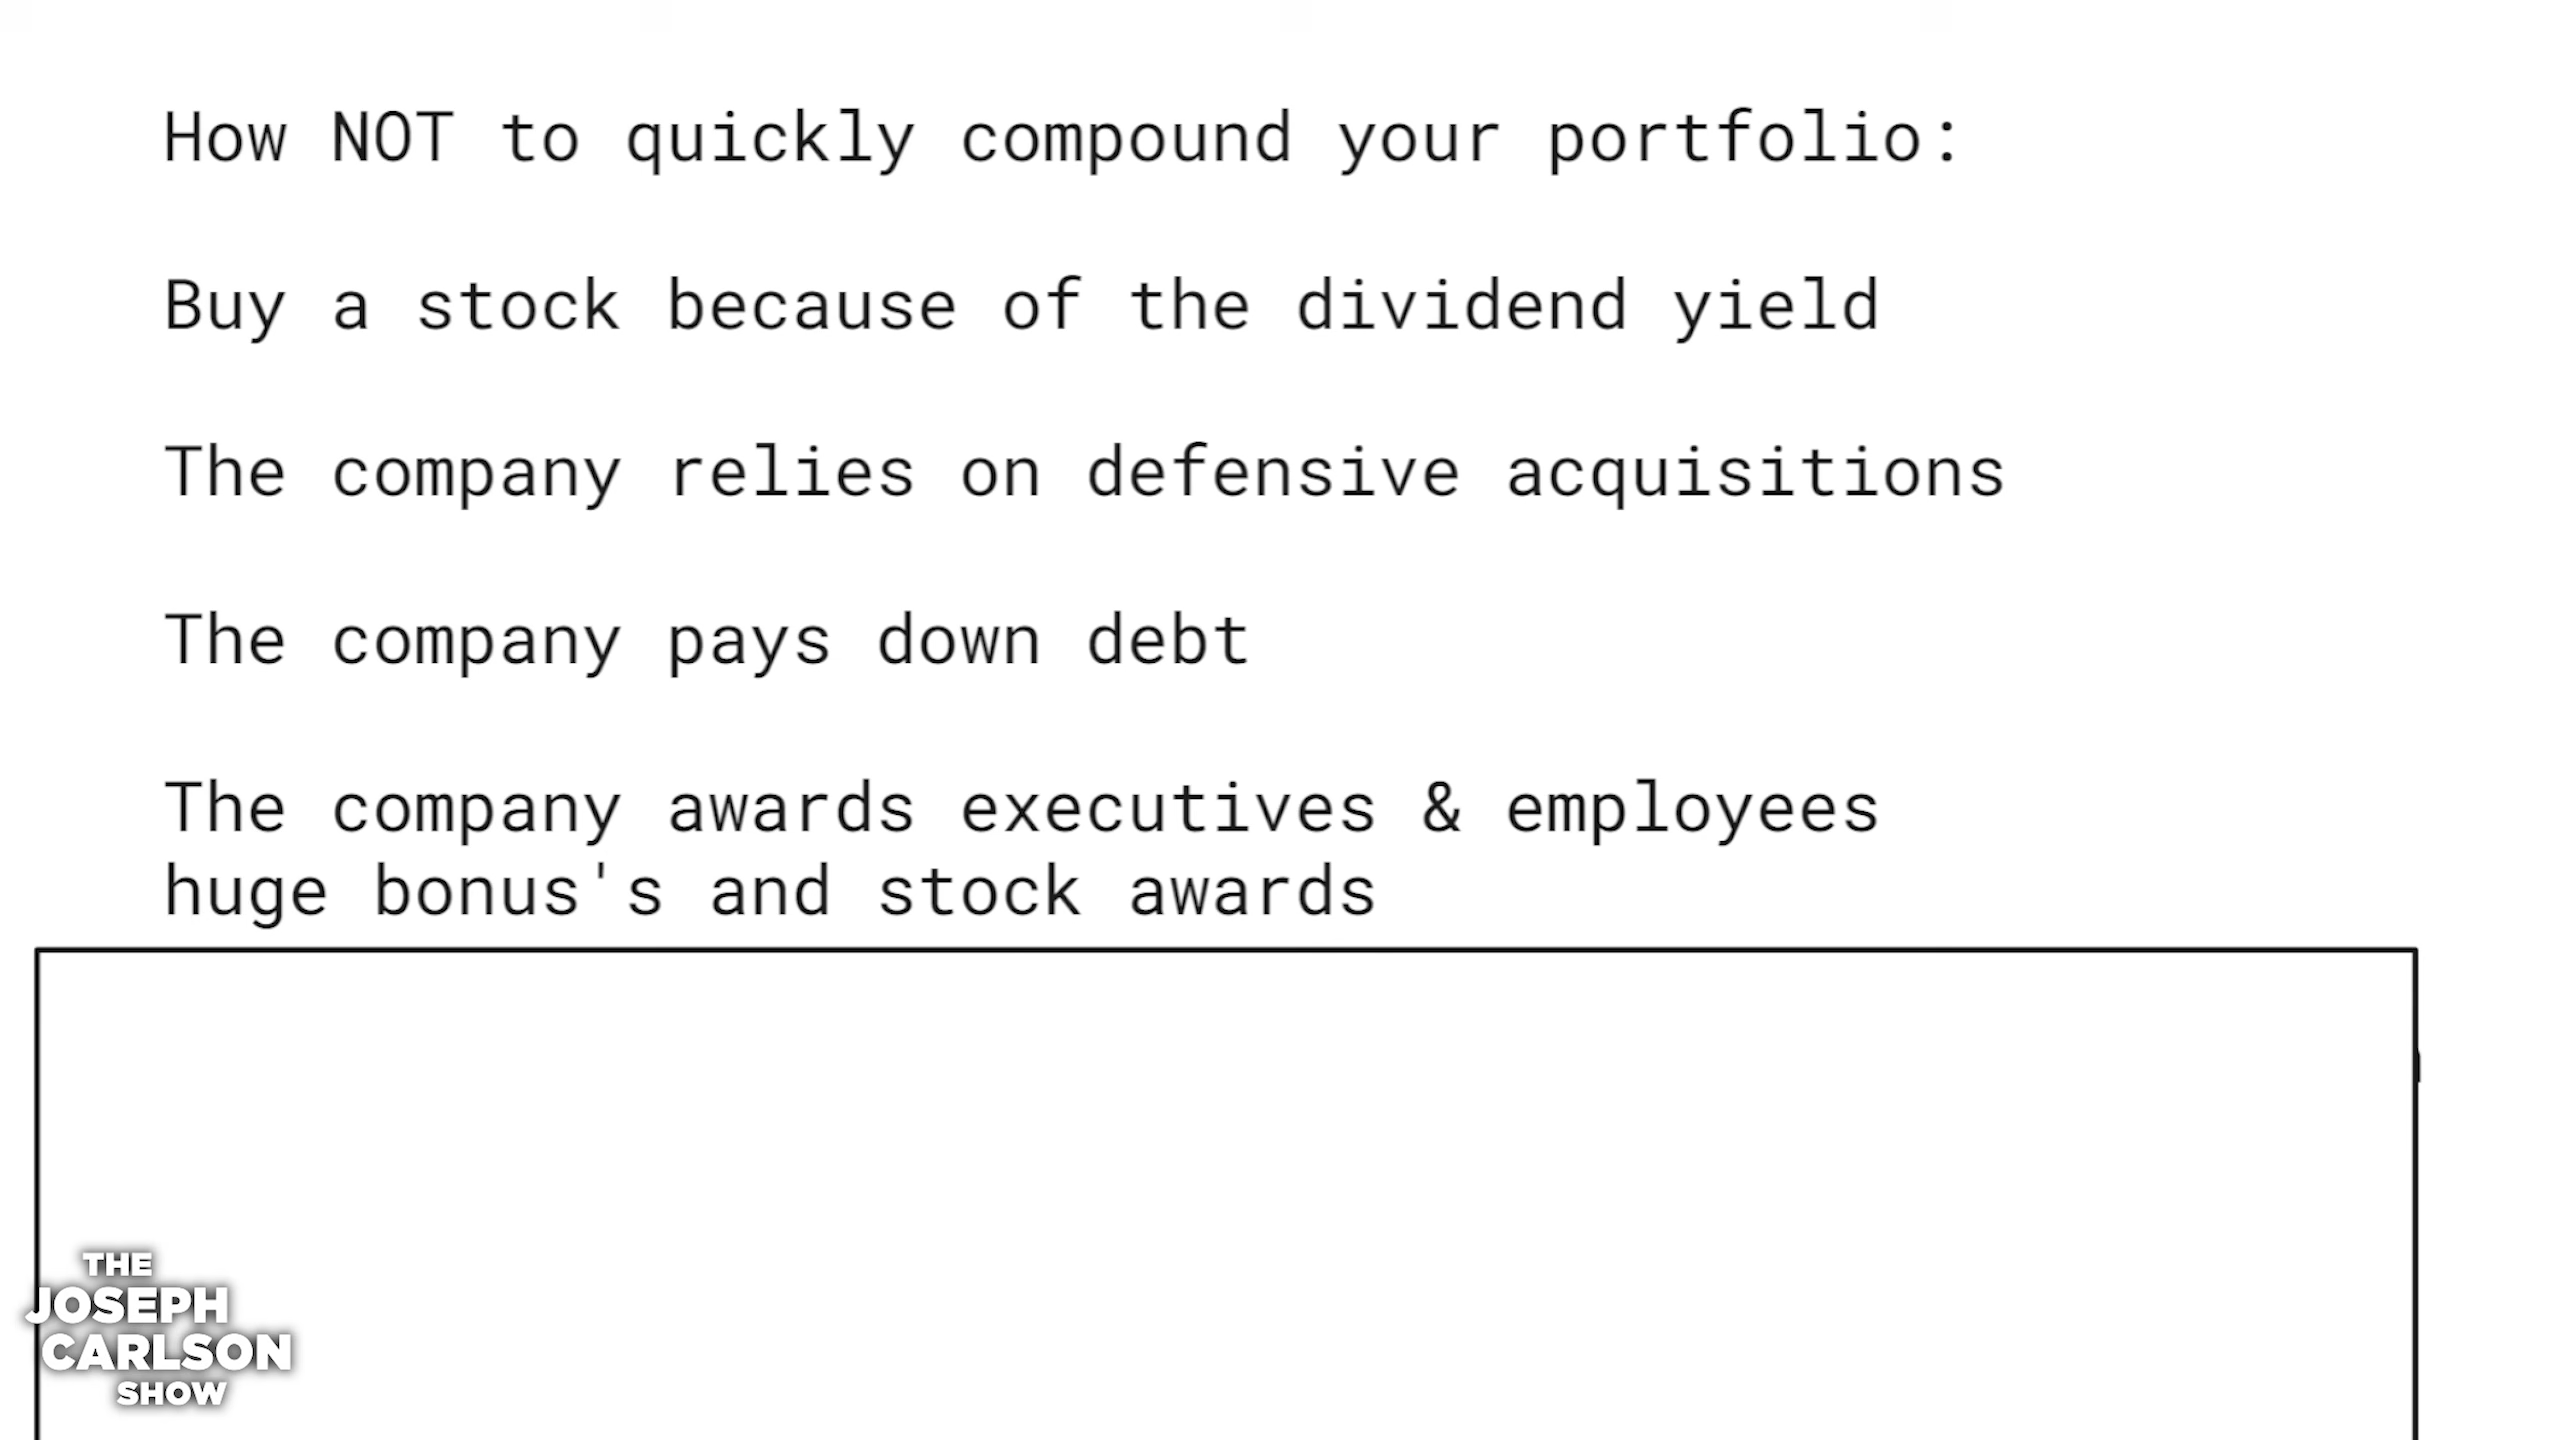 How NOT to quickly compound your portfolio:
Buy a stock because of the dividend yield
The company relies on defensive acquisitions
The company pays down debt
The company awards executives & employees
huge bonus's and stock awards
THE
JOSEPH
CARLSON
SHOW